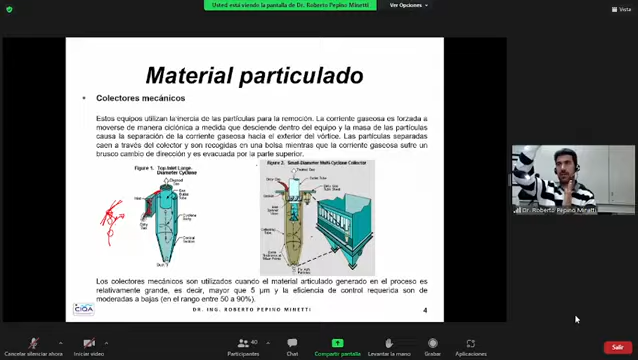 Usted está viendo la pantalla de Dr. Roberto Pepino Minetti
Ver Opciones
Vista
Material particulado
• Colectores mecánicos
Estos equipos utilizan la inercia de las partículas para la remoción. La corriente gaseosa es forzada a
moverse de manera ciclónica a medida que desciende dentro del equipo y la masa de las partículas
causa la separación de la corriente gaseosa hacia el exterior del vórtice. Las partículas separadas
caen a través del colector y son recogidas en una bolsa mientras que la corriente gaseosa sufre un
brusco cambio de dirección y es evacuada por la parte superior.
Figure 1. Top Inlet Large-
Diameter Cyclone
Figure 2. Small-Diameter Multi-Cyclone Collector
Los colectores mecánicos son utilizados cuando el material articulado generado en el proceso es
relativamente grande, es decir, mayor que 5 µm y la eficiencia de control requerida son de
moderadas a bajas (en el rango entre 50 a 90%).
CIQA
DR. ING. ROBERTO PEPINO MINETTI
4
Dr. Roberto Pepino Minetti
Cancelar silenciar ahora
Iniciar video
40
Participantes
Chat
Compartir pantalla
Levantar la mano
Grabar
Aplicaciones
Salir